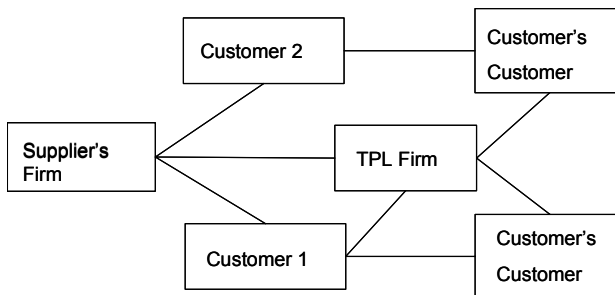 Customer 2
Customer's
Customer
Supplier's
Firm
TPL Firm
Customer 1
Customer's
Customer